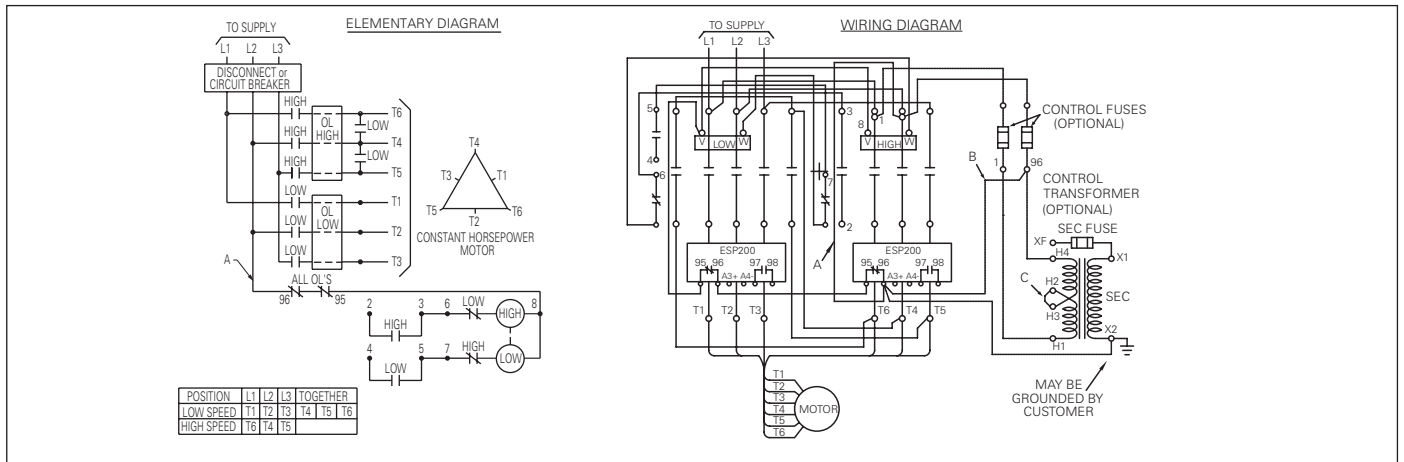 ELEMENTARY DIAGRAM
TO SUPPLY
L1 L2 L3
DISCONNECT or
CIRCUIT BREAKER
HIGH
HIGH
HIGH
OL
HIGH
LOW
LOW
T6
T4
T5
LOW
LOW
LOW
OL
LOW
T1
T2
T3
A
T4
T3 T1
T5 T6
T2
CONSTANT HORSEPOWER
MOTOR
ALL OL'S
96 95
2 3 6 LOW 8
HIGH
HIGH
4 5 7 HIGH
LOW
LOW
POSITION L1 L2 L3 TOGETHER
LOW SPEED T1 T2 T3 T4 T5 T6
HIGH SPEED T6 T4 T5
WIRING DIAGRAM
TO SUPPLY
L1 L2 L3
5 3 1
8
V LOW W
V HIGH W
4
6
7
2
A
ESP200
95 96 97 98
A3+ A4-
ESP200
95 96 97 98
A3+ A4-
T1 T2 T3
T6 T4 T5
T1
T2
T3
T4
T5
T6
MOTOR
CONTROL FUSES
(OPTIONAL)
B
1 96
CONTROL
TRANSFORMER
(OPTIONAL)
SEC FUSE
XF
H4 X1
C H2
SEC
H3
X2
H1
MAY BE
GROUNDED BY
CUSTOMER